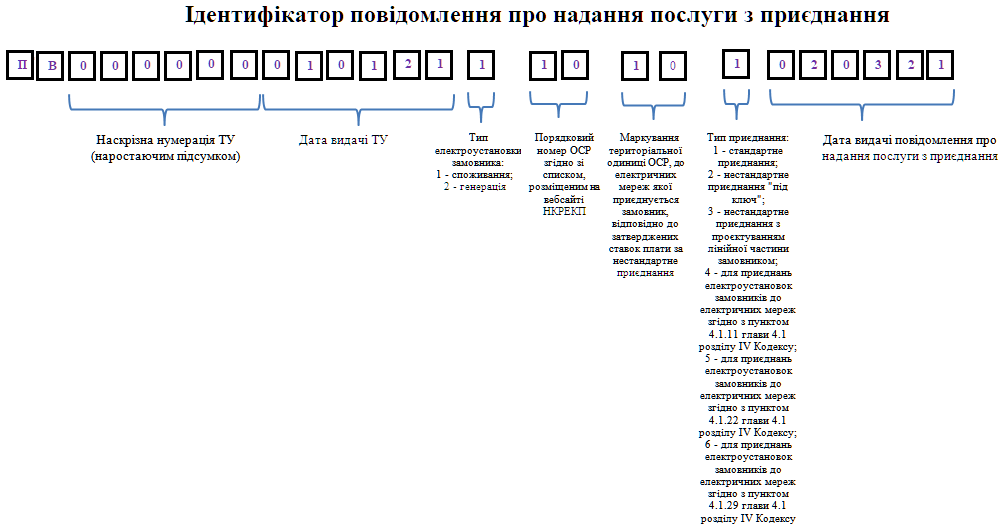 Ідентифікатор повідомлення про надання послуги з приєднання
П В 0 0 0 0 0 0 0 1 0 1 2 1 1 1 0 1 0 1 0 2 0 3 2 1
Наскрізна нумерація ТУ
(наростаючим підсумком)
Дата видачі ТУ
Тип
електроустановки
замовника:
1 - споживання;
2 - генерація
Порядковий
номер ОСР
згідно зі
списком,
розміщеним на
вебсайті
НКРЕКП
Маркування
територіальної
одиниці ОСР, до
електричних
мереж якої
приєднується
замовник,
відповідно до
затверджених
ставок плати за
нестандартне
приєднання
Тип приєднання:
1 - стандартне
приєднання;
2 - нестандартне
приєднання "під
ключ";
3 - нестандартне
приєднання з
проєктуванням
лінійної частини
замовником;
4 - для приєднань
електроустановок
замовників до
електричних мереж
згідно з пунктом
4.1.11 глави 4.1
розділу IV Кодексу;
5 - для приєднань
електроустановок
замовників до
електричних мереж
згідно з пунктом
4.1.22 глави 4.1
розділу IV Кодексу;
6 - для приєднань
електроустановок
замовників до
електричних мереж
згідно з пунктом
4.1.29 глави 4.1
розділу IV Кодексу
Дата видачі повідомлення про
надання послуги з приєднання